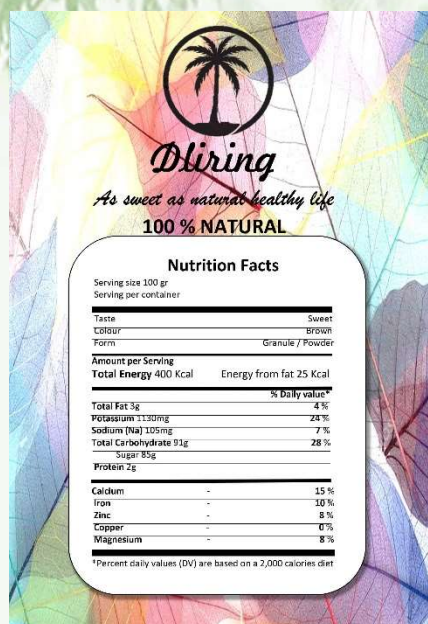 Dliring
As sweet as natural healthy life
100 % NATURAL
Nutrition Facts
Serving size 100 gr
Serving per container
Taste Sweet
Colour Brown
Form Granule / Powder
Amount per Serving
Total Energy 400 Kcal Energy from fat 25 Kcal
% Daily value*
Total Fat 3g 4 %
Potassium 1130mg 24 %
Sodium (Na) 105mg 7 %
Total Carbohydrate 91g 28 %
Sugar 85g
Protein 2g
Calcium - 15 %
Iron - 10 %
Zinc - 8 %
Copper - 0 %
Magnesium - 8 %
*Percent daily values (DV) are based on a 2,000 calories diet